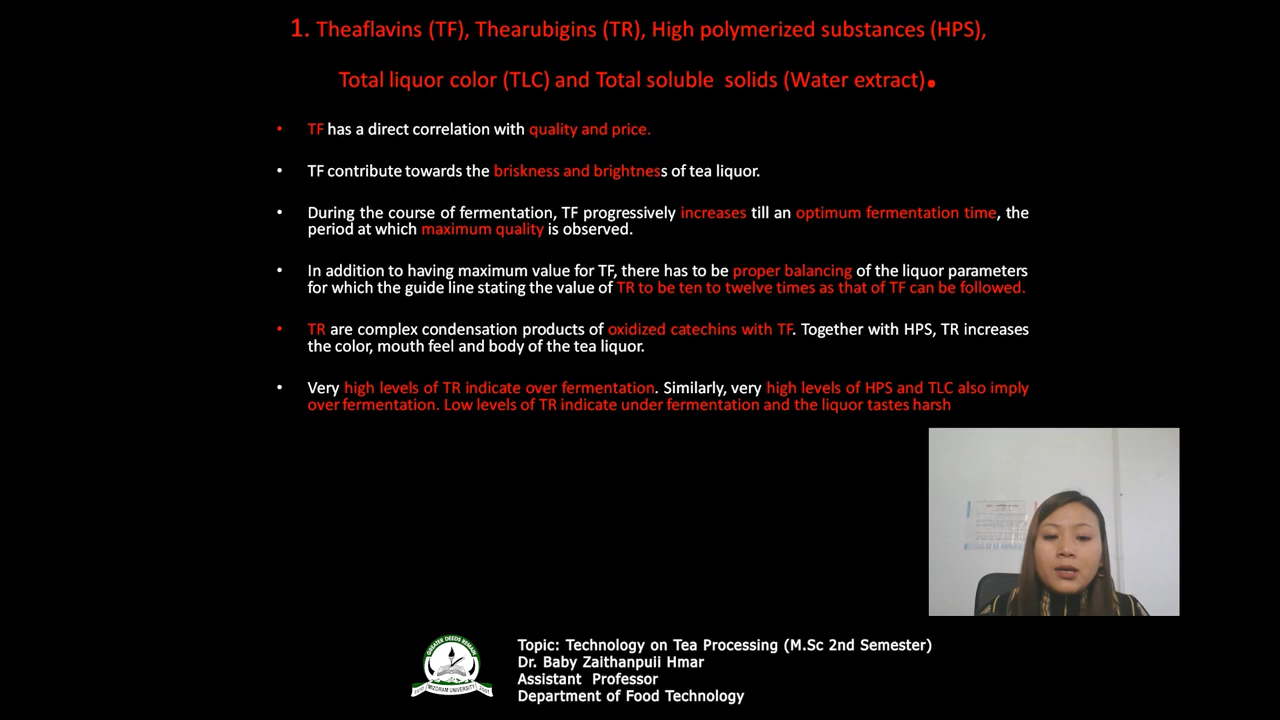 1. Theaflavins (TF), Thearubigins (TR), High polymerized substances (HPS),
Total liquor color (TLC) and Total soluble solids (Water extract).
• TF has a direct correlation with quality and price.
• TF contribute towards the briskness and brightness of tea liquor.
• During the course of fermentation, TF progressively increases till an optimum fermentation time, the
period at which maximum quality is observed.
• In addition to having maximum value for TF, there has to be proper balancing of the liquor parameters
for which the guide line stating the value of TR to be ten to twelve times as that of TF can be followed.
• TR are complex condensation products of oxidized catechins with TF. Together with HPS, TR increases
the color, mouth feel and body of the tea liquor.
• Very high levels of TR indicate over fermentation. Similarly, very high levels of HPS and TLC also imply
over fermentation. Low levels of TR indicate under fermentation and the liquor tastes harsh
GREATER DEEDS REMAIN
MIZORAM UNIVERSITY
Topic: Technology on Tea Processing (M.Sc 2nd Semester)
Dr. Baby Zaithanpuii Hmar
Assistant Professor
Department of Food Technology